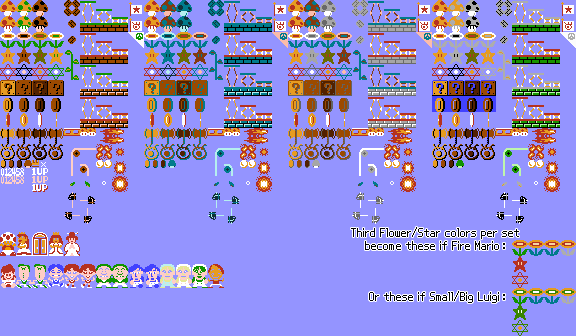 1UP
1UP
1UP
Third Flower/Star colors per set
become these if Fire Mario:
Or these if Small/Big Luigi: